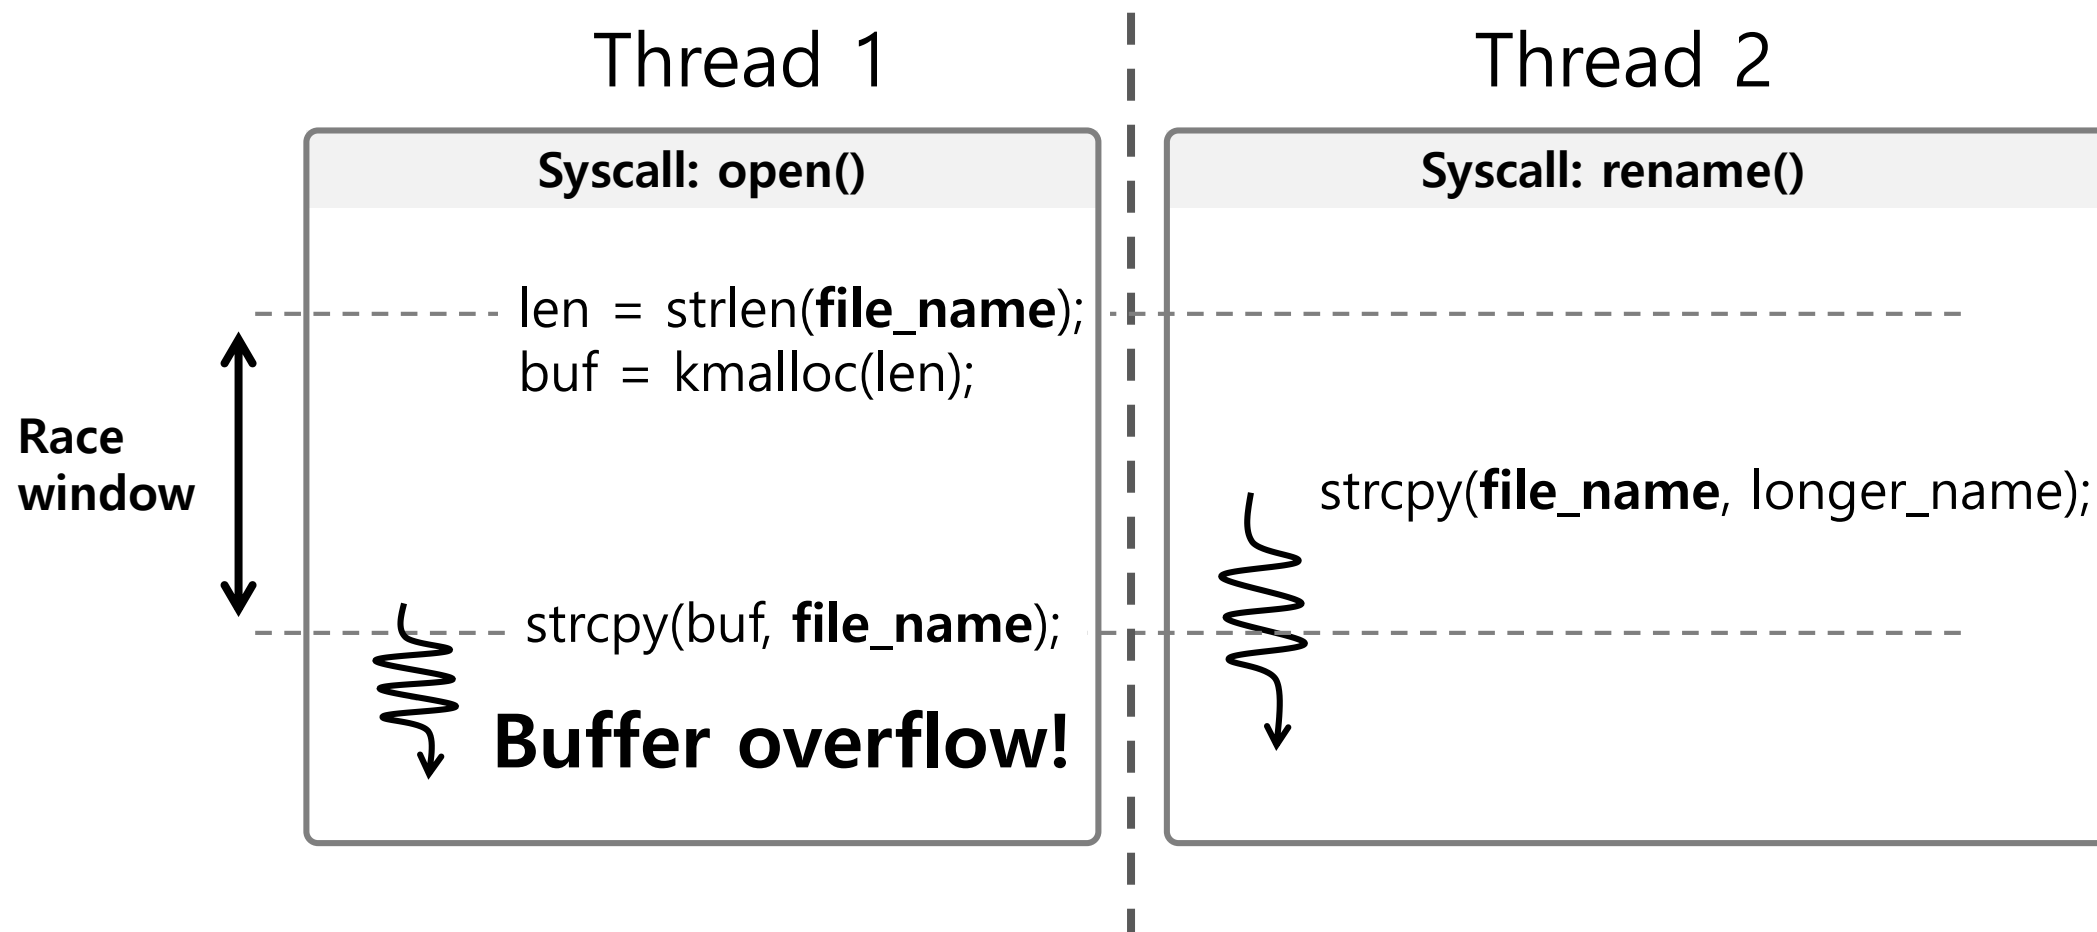 Thread 1
Thread 2
Syscall: open()
Syscall: rename()
len = strlen(file_name);
buf = kmalloc(len);
Race
window
strcpy(file_name, longer_name);
strcpy(buf, file_name);
Buffer overflow!